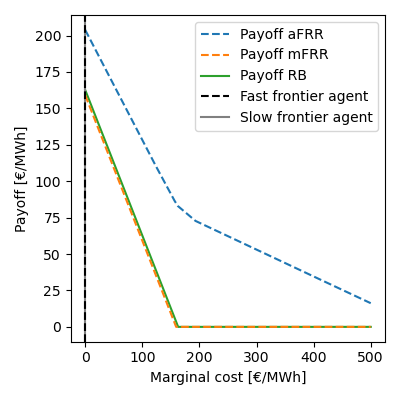 Payoff aFRR
Payoff mFRR
Payoff RB
Fast frontier agent
Slow frontier agent
Payoff [€/MWh]
200
175
150
125
100
75
50
25
0
0 100 200 300 400 500
Marginal cost [€/MWh]